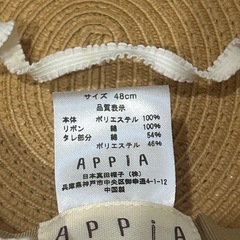 サイズ 48cm
品質表示
本体 ポリエステル 100%
リボン 綿 100%
タレ部分 綿 54%
ポリエステル 46%
APPIA
日本真田帽子(株)
兵庫県神戸市中央区御幸通4-1-12
中国製
APPIA